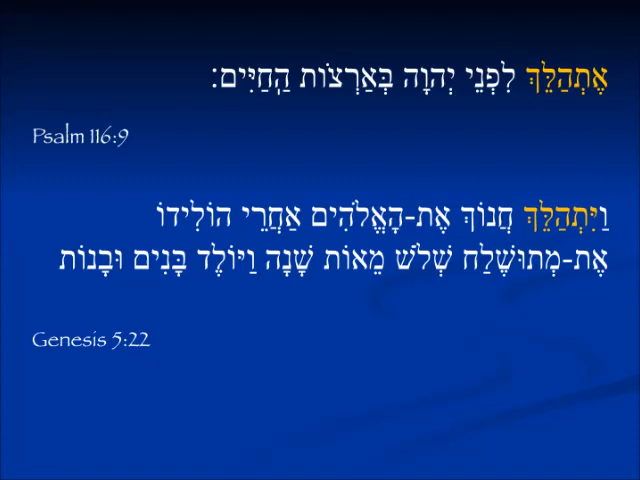 אֶתְהַלֵּךְ לִפְנֵי יְהוָה בְּאַרְצוֹת הַחַיִּים׃
Psalm 116:9
וַיִּתְהַלֵּךְ חֲנוֹךְ אֶת-הָאֱלֹהִים אַחֲרֵי הוֹלִידוֹ
אֶת-מְתוּשֶׁלַח שְׁלֹשׁ מֵאוֹת שָׁנָה וַיּוֹלֶד בָּנִים וּבָנוֹת
Genesis 5:22